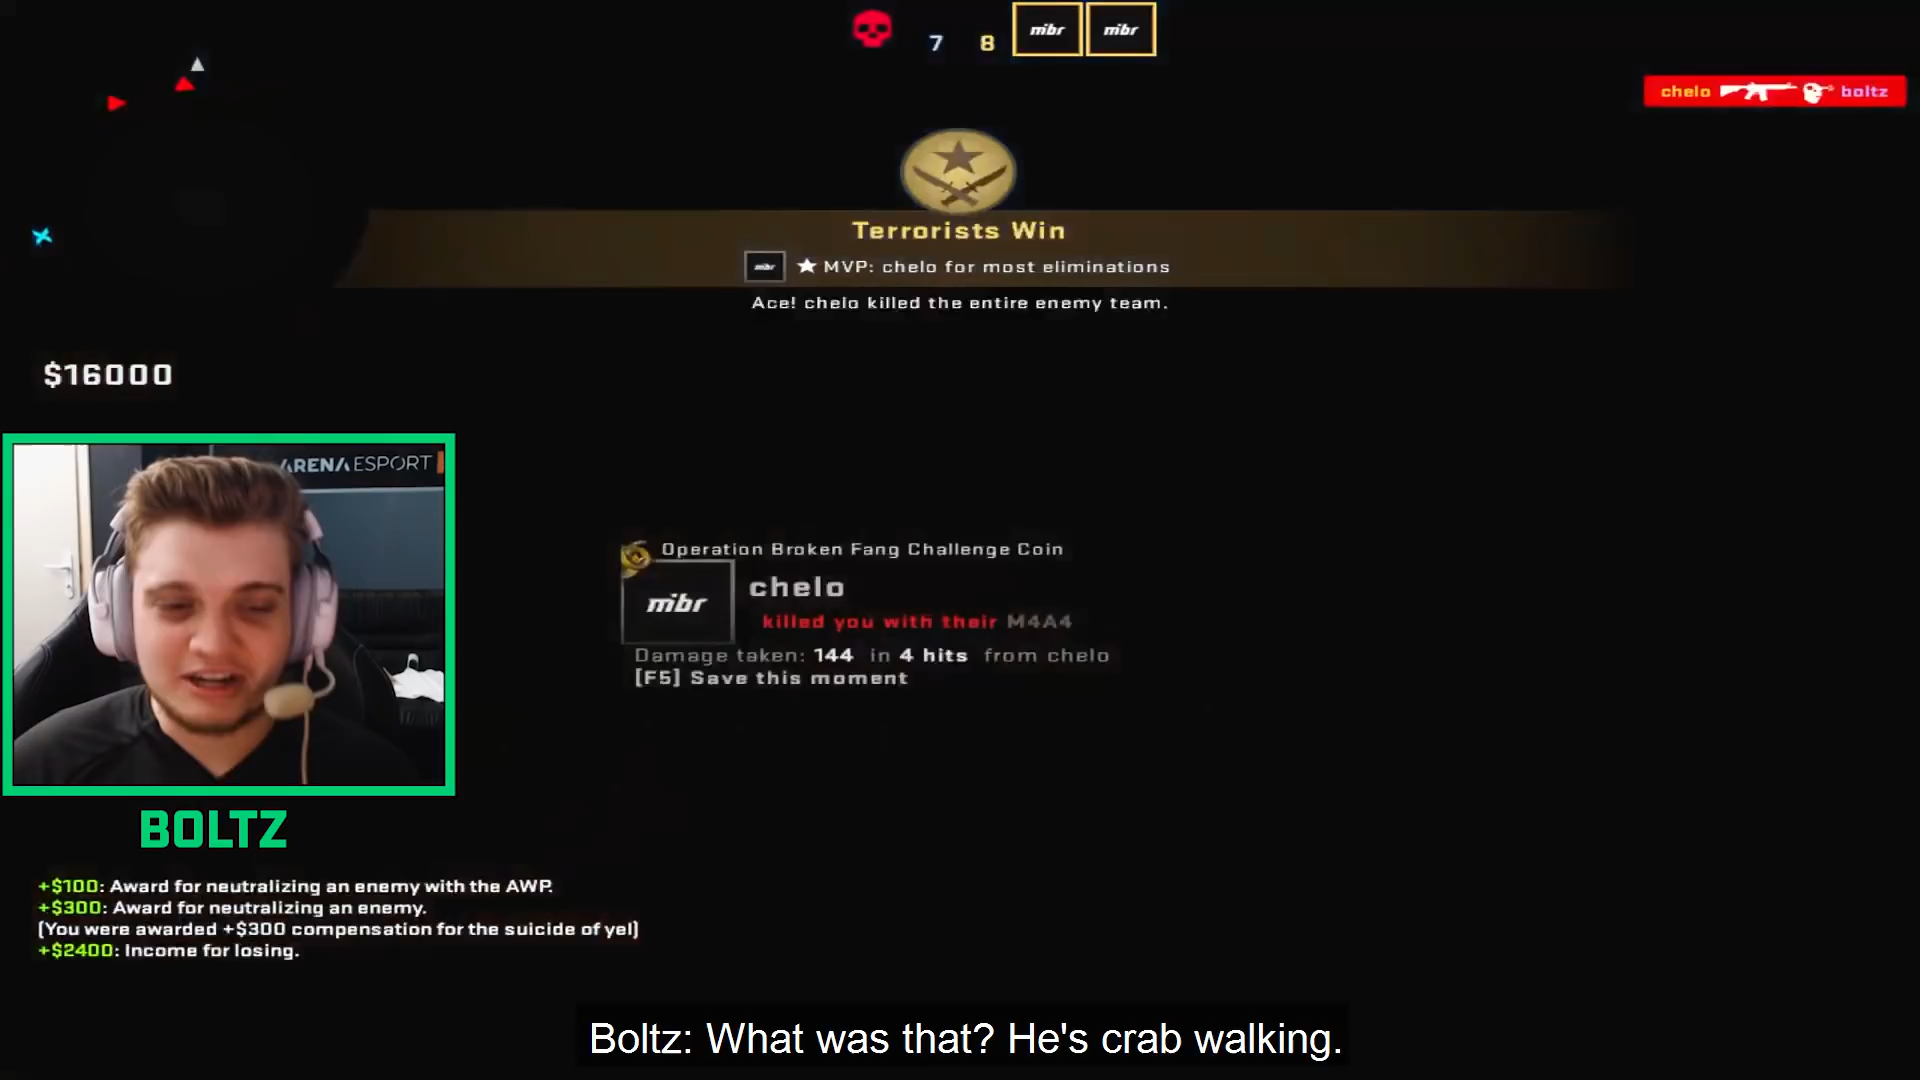 7 8 mibr mibr
chelo boltz
Terrorists Win
mibr ★ MVP: chelo for most eliminations
Ace! chelo killed the entire enemy team.
$16000
ARENA ESPORT
Operation Broken Fang Challenge Coin
mibr
chelo
killed you with their M4A4
Damage taken: 144 in 4 hits from chelo
[F5] Save this moment
BOLTZ
+$100: Award for neutralizing an enemy with the AWP.
+$300: Award for neutralizing an enemy.
(You were awarded +$300 compensation for the suicide of yel)
+$2400: Income for losing.
Boltz: What was that? He's crab walking.